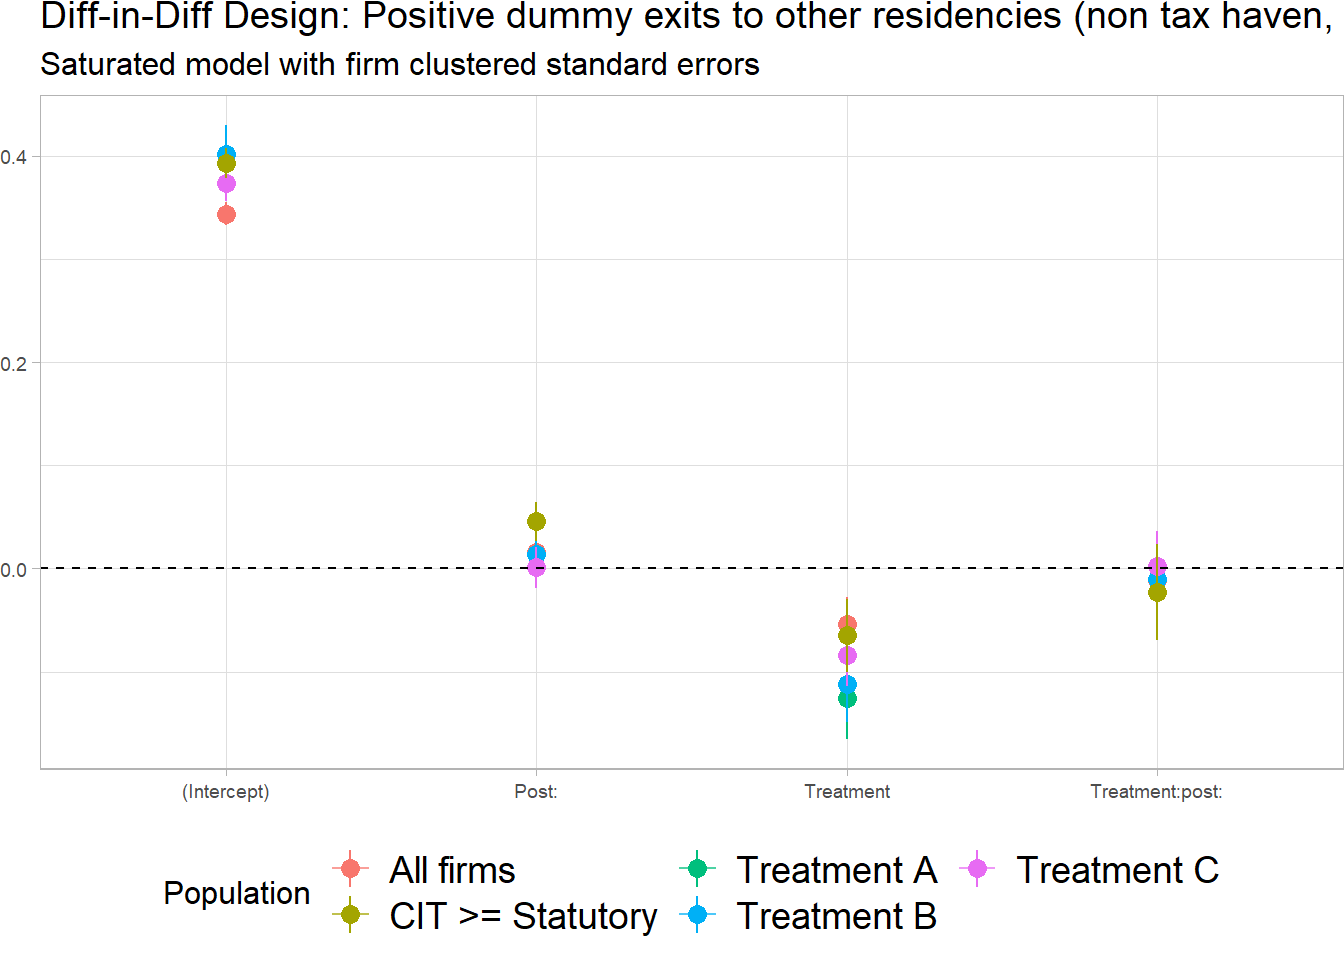 Diff-in-Diff Design: Positive dummy exits to other residencies (non tax haven,
Saturated model with firm clustered standard errors
0.4
0.2
0.0
(Intercept)
Post:
Treatment
Treatment:post:
Population
All firms
Treatment A
Treatment C
CIT >= Statutory
Treatment B